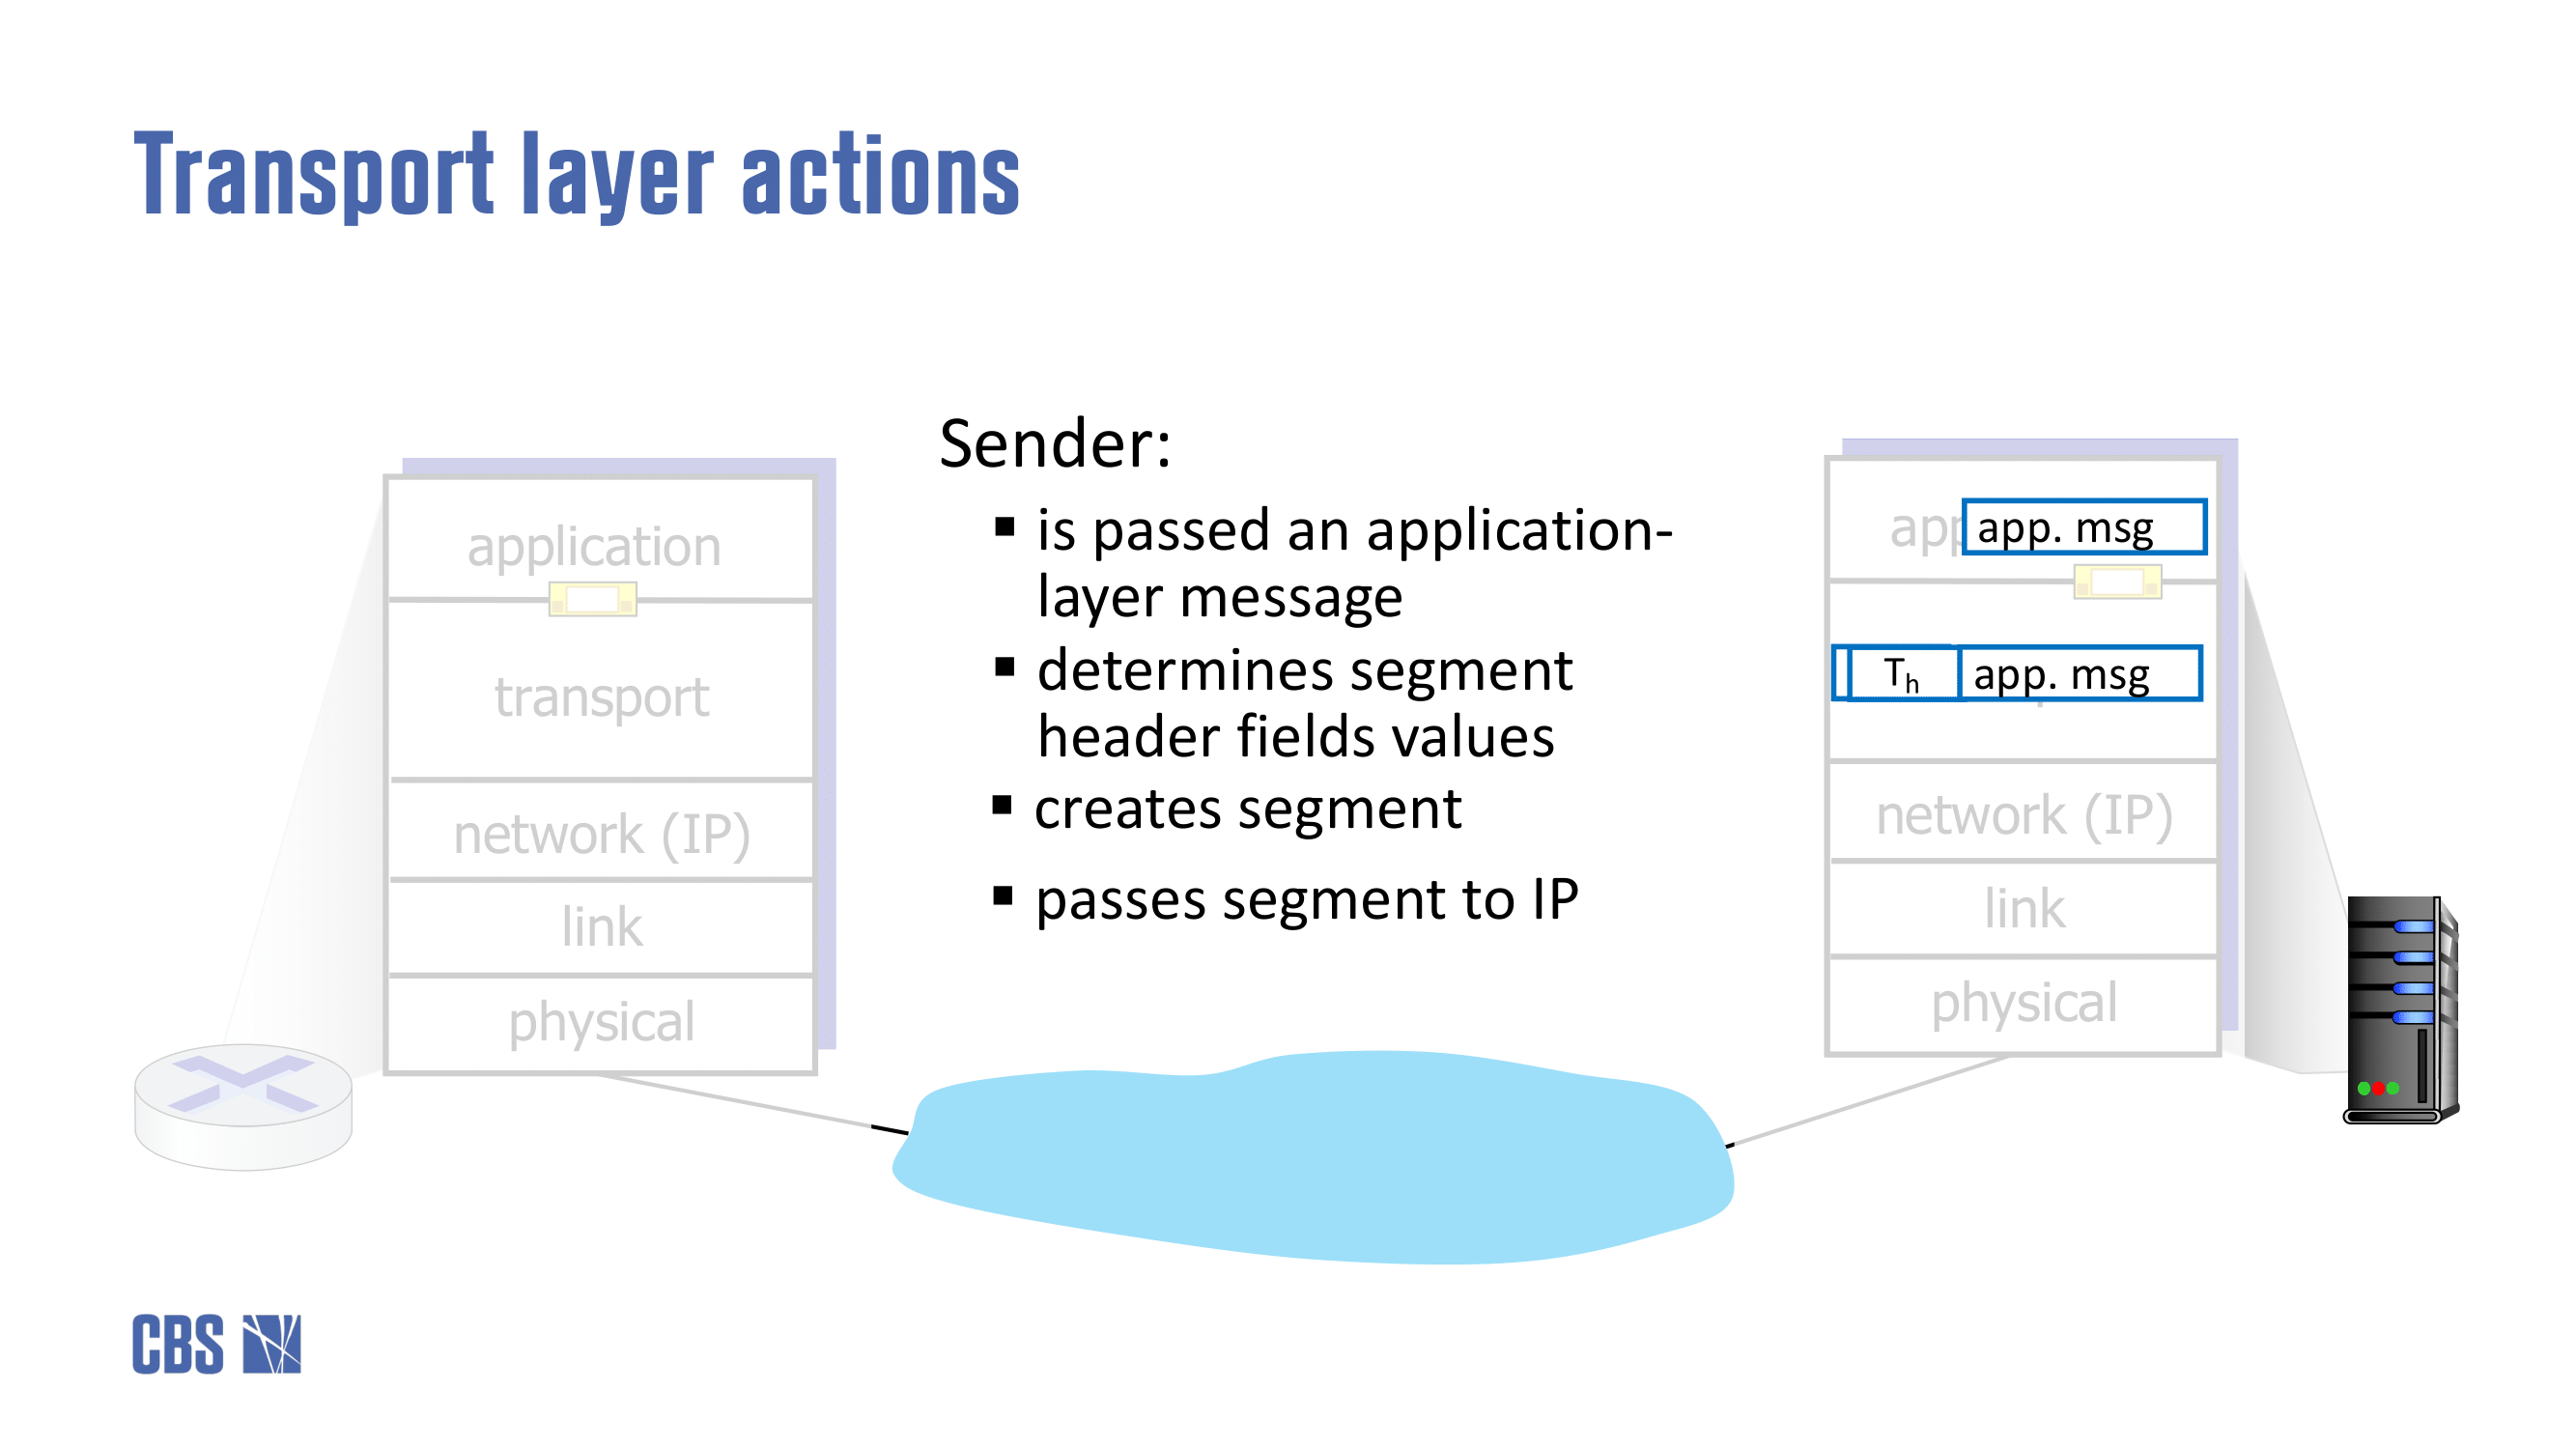 Transport layer actions
application
transport
network (IP)
link
physical
Sender:
▪ is passed an application-
layer message
▪ determines segment
header fields values
▪ creates segment
▪ passes segment to IP
app. msg
Th app. msg
network (IP)
link
physical
CBS